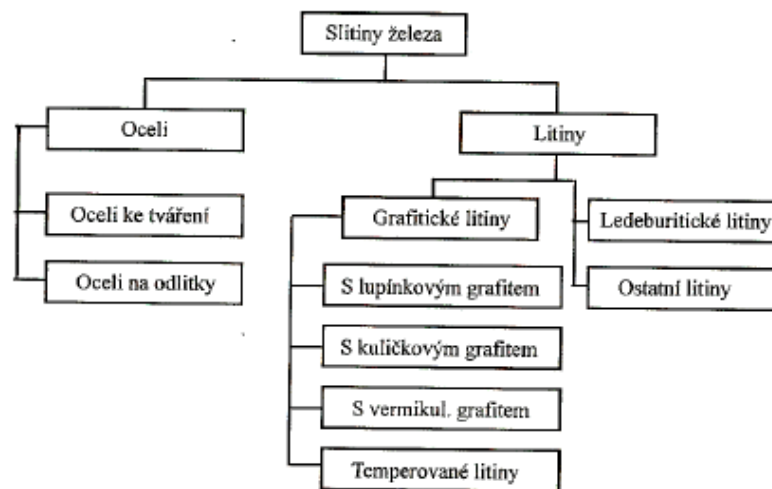 Slitiny železa
Oceli
Litiny
Oceli ke tváření
Oceli na odlitky
Grafitické litiny
Ledeburitické litiny
S lupínkovým grafitem
Ostatní litiny
S kuličkovým grafitem
S vermikul. grafitem
Temperované litiny